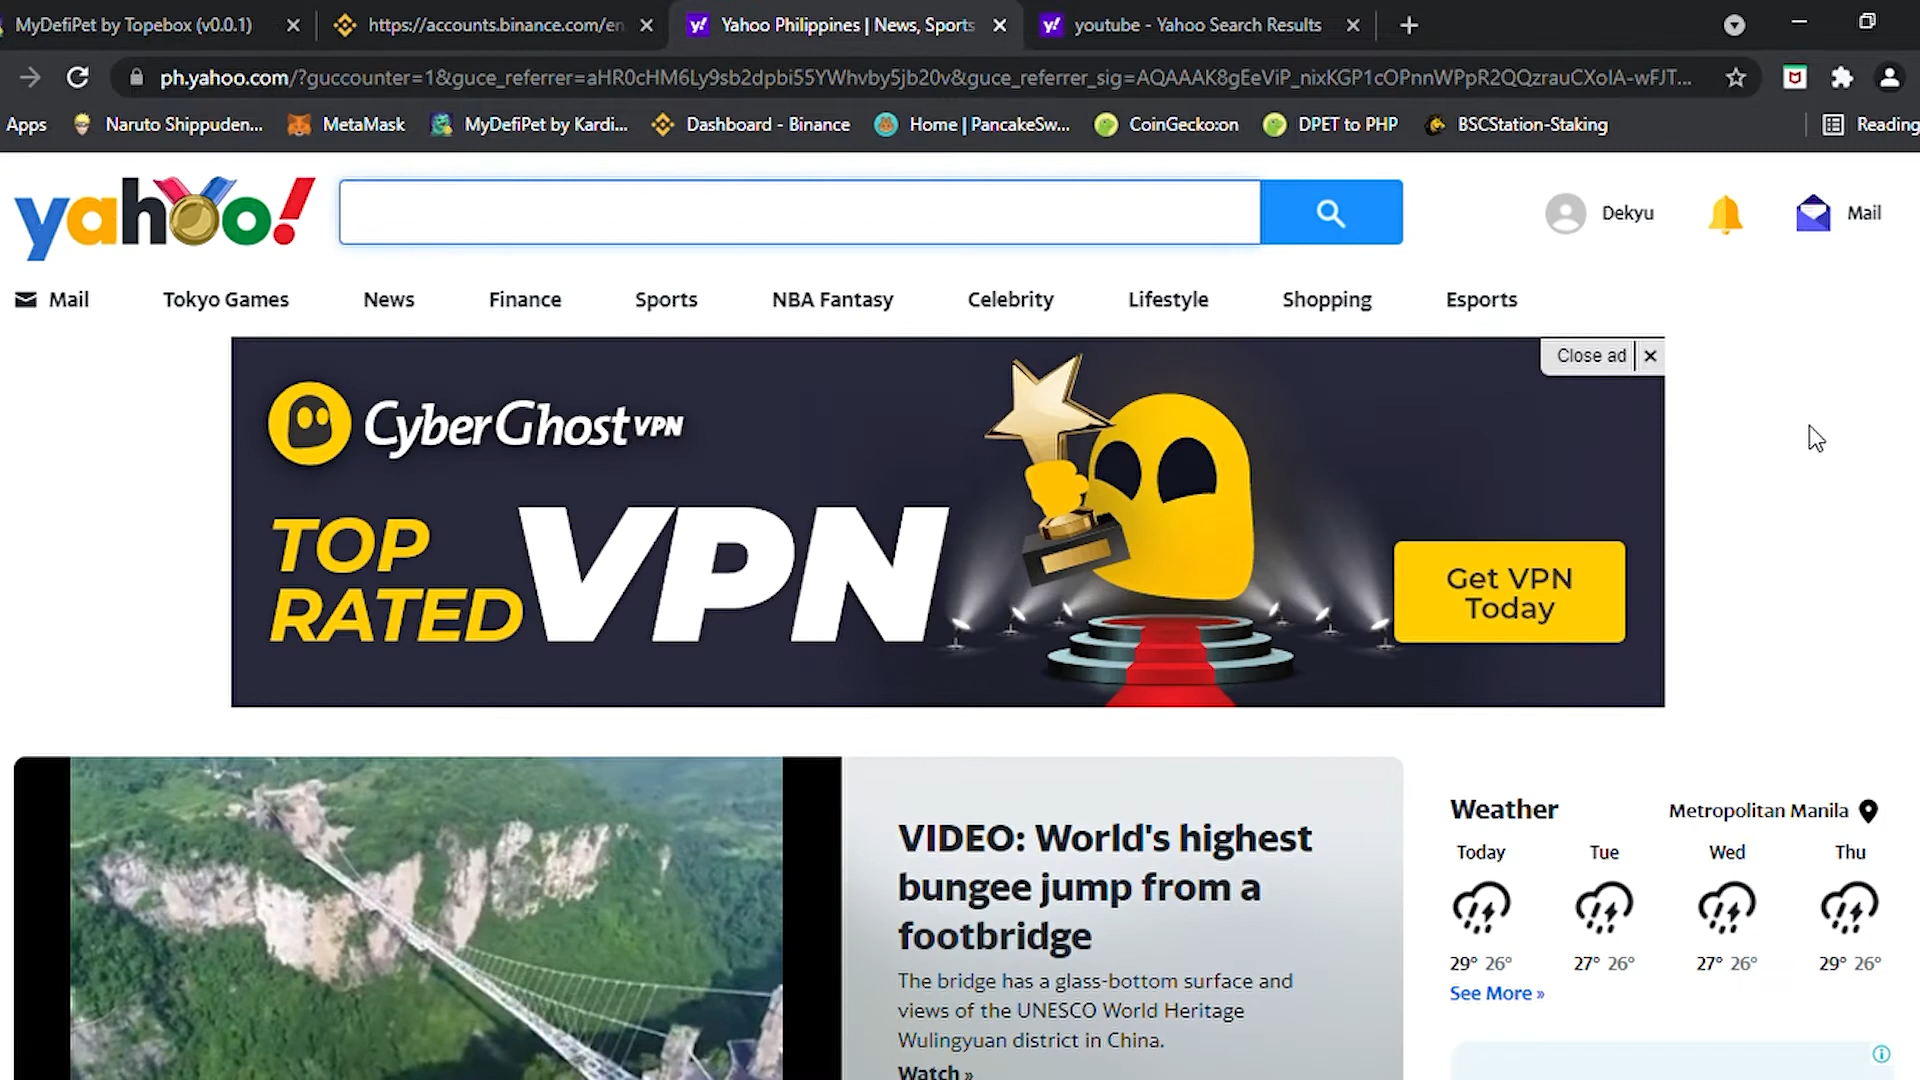 MyDefiPet by Topebox (v0.0.1)
https://accounts.binance.com/en
Yahoo Philippines | News, Sports
youtube - Yahoo Search Results
ph.yahoo.com/?guccounter=1&guce_referrer=aHR0cHM6Ly9sb2dpbi55YWhvby5jb20v&guce_referrer_sig=AQAAAK8gEeViP_nixKGP1cOPnnWPpR2QQzrauCXoIA-wFJT...
Apps
Naruto Shippuden...
MetaMask
MyDefiPet by Kardi...
Dashboard - Binance
Home | PancakeSw...
CoinGecko:on
DPET to PHP
BSCStation-Staking
Reading
yahoo!
Dekyu
Mail
Mail
Tokyo Games
News
Finance
Sports
NBA Fantasy
Celebrity
Lifestyle
Shopping
Esports
Close ad
CyberGhost VPN
TOP
RATED
VPN
Get VPN
Today
VIDEO: World's highest
bungee jump from a
footbridge
The bridge has a glass-bottom surface and
views of the UNESCO World Heritage
Wulingyuan district in China.
Watch »
Weather
Metropolitan Manila
Today
Tue
Wed
Thu
29° 26°
27° 26°
27° 26°
29° 26°
See More »